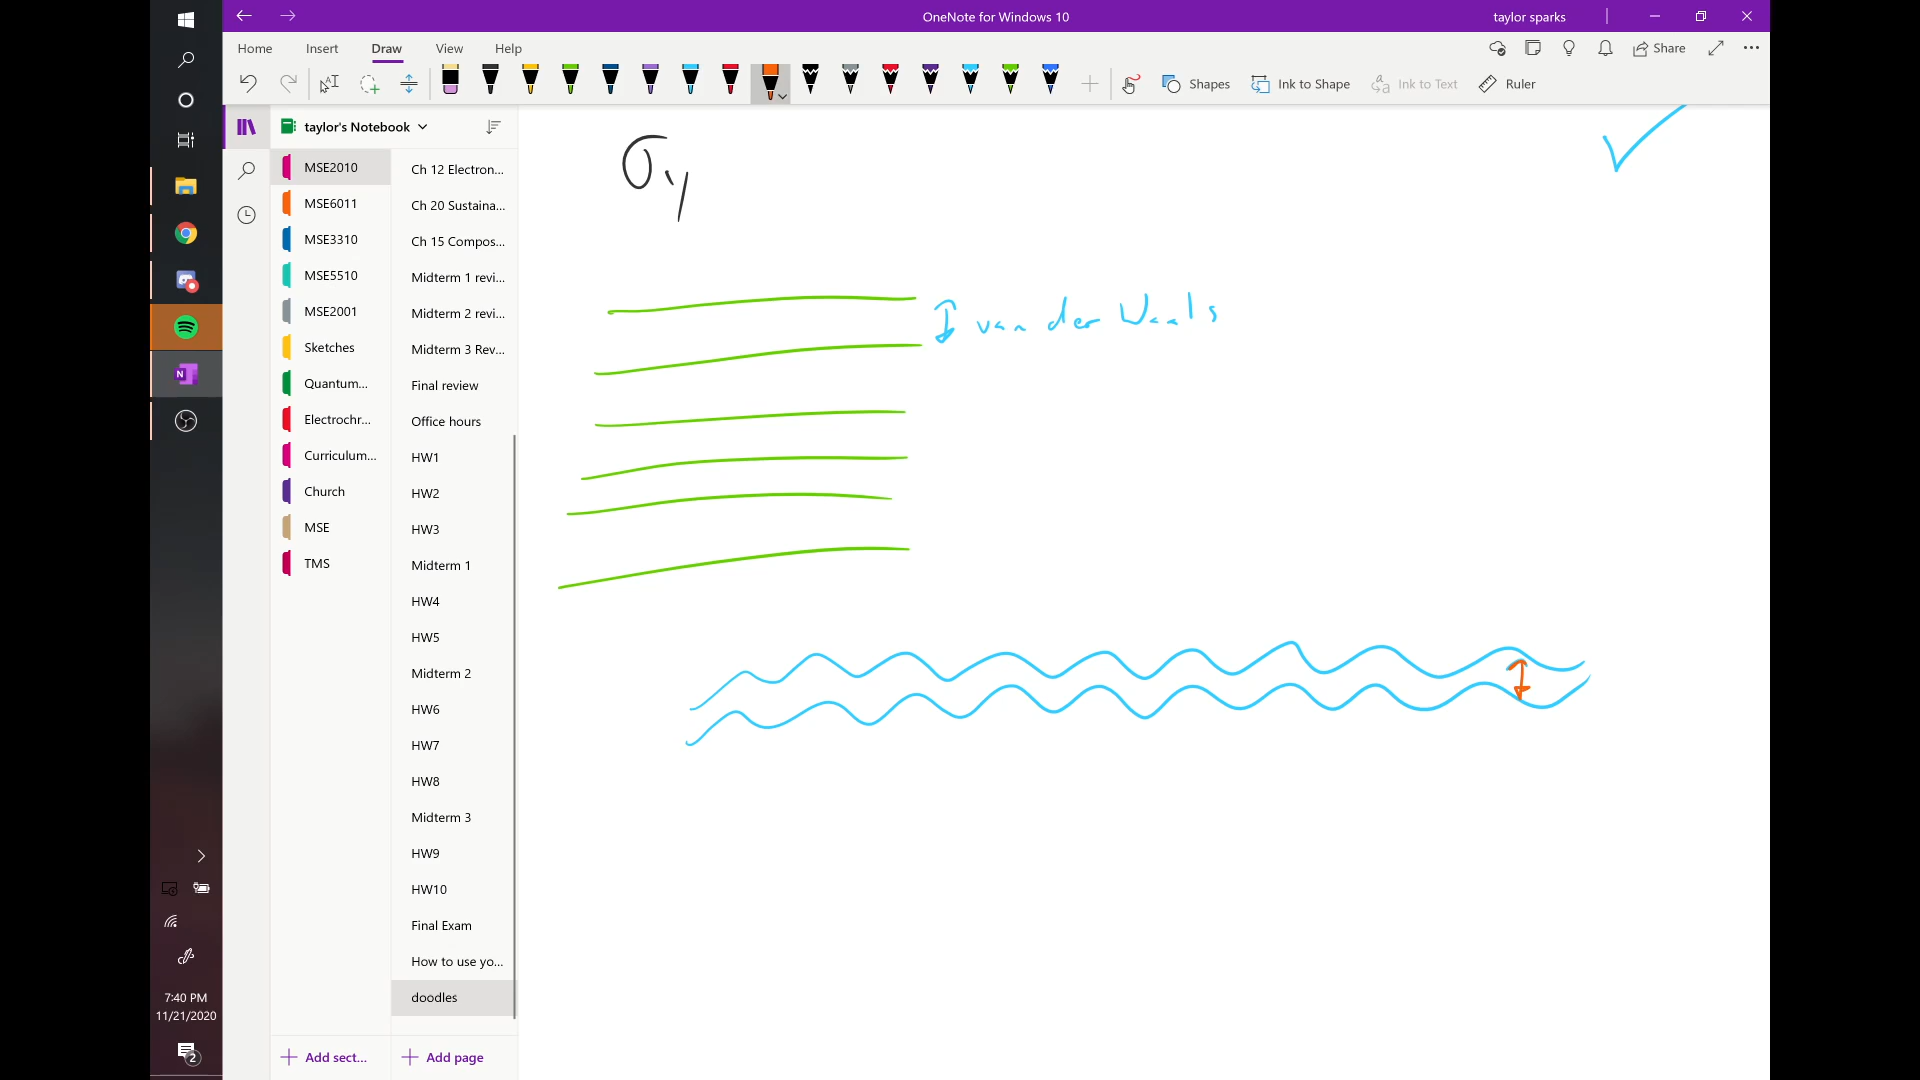 OneNote for Windows 10
taylor sparks
Home Insert Draw View Help
Share
Shapes Ink to Shape Ink to Text Ruler
taylor's Notebook
MSE2010
MSE6011
MSE3310
MSE5510
MSE2001
Sketches
Quantum...
Electrochr...
Curriculum...
Church
MSE
TMS
Ch 12 Electron...
Ch 20 Sustaina...
Ch 15 Compos...
Midterm 1 revi...
Midterm 2 revi...
Midterm 3 Rev...
Final review
Office hours
HW1
HW2
HW3
Midterm 1
HW4
HW5
Midterm 2
HW6
HW7
HW8
Midterm 3
HW9
HW10
Final Exam
How to use yo...
doodles
Add sect...
Add page
σy
van der Waals
7:40 PM
11/21/2020
2